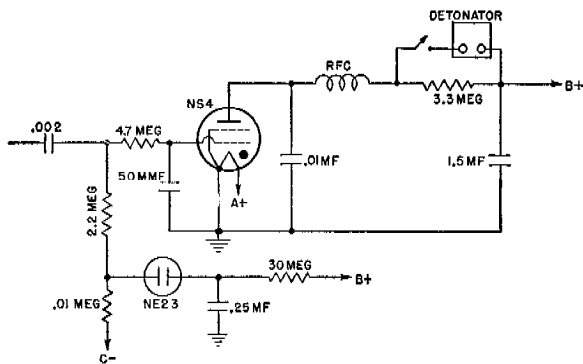 DETONATOR
RFC
B+
3.3 MEG
NS4
.002
4.7 MEG
.01MF
1.5 MF
50 MMF
A+
2.2 MEG
30 MEG
B+
NE23
.01 MEG
.25 MF
C-